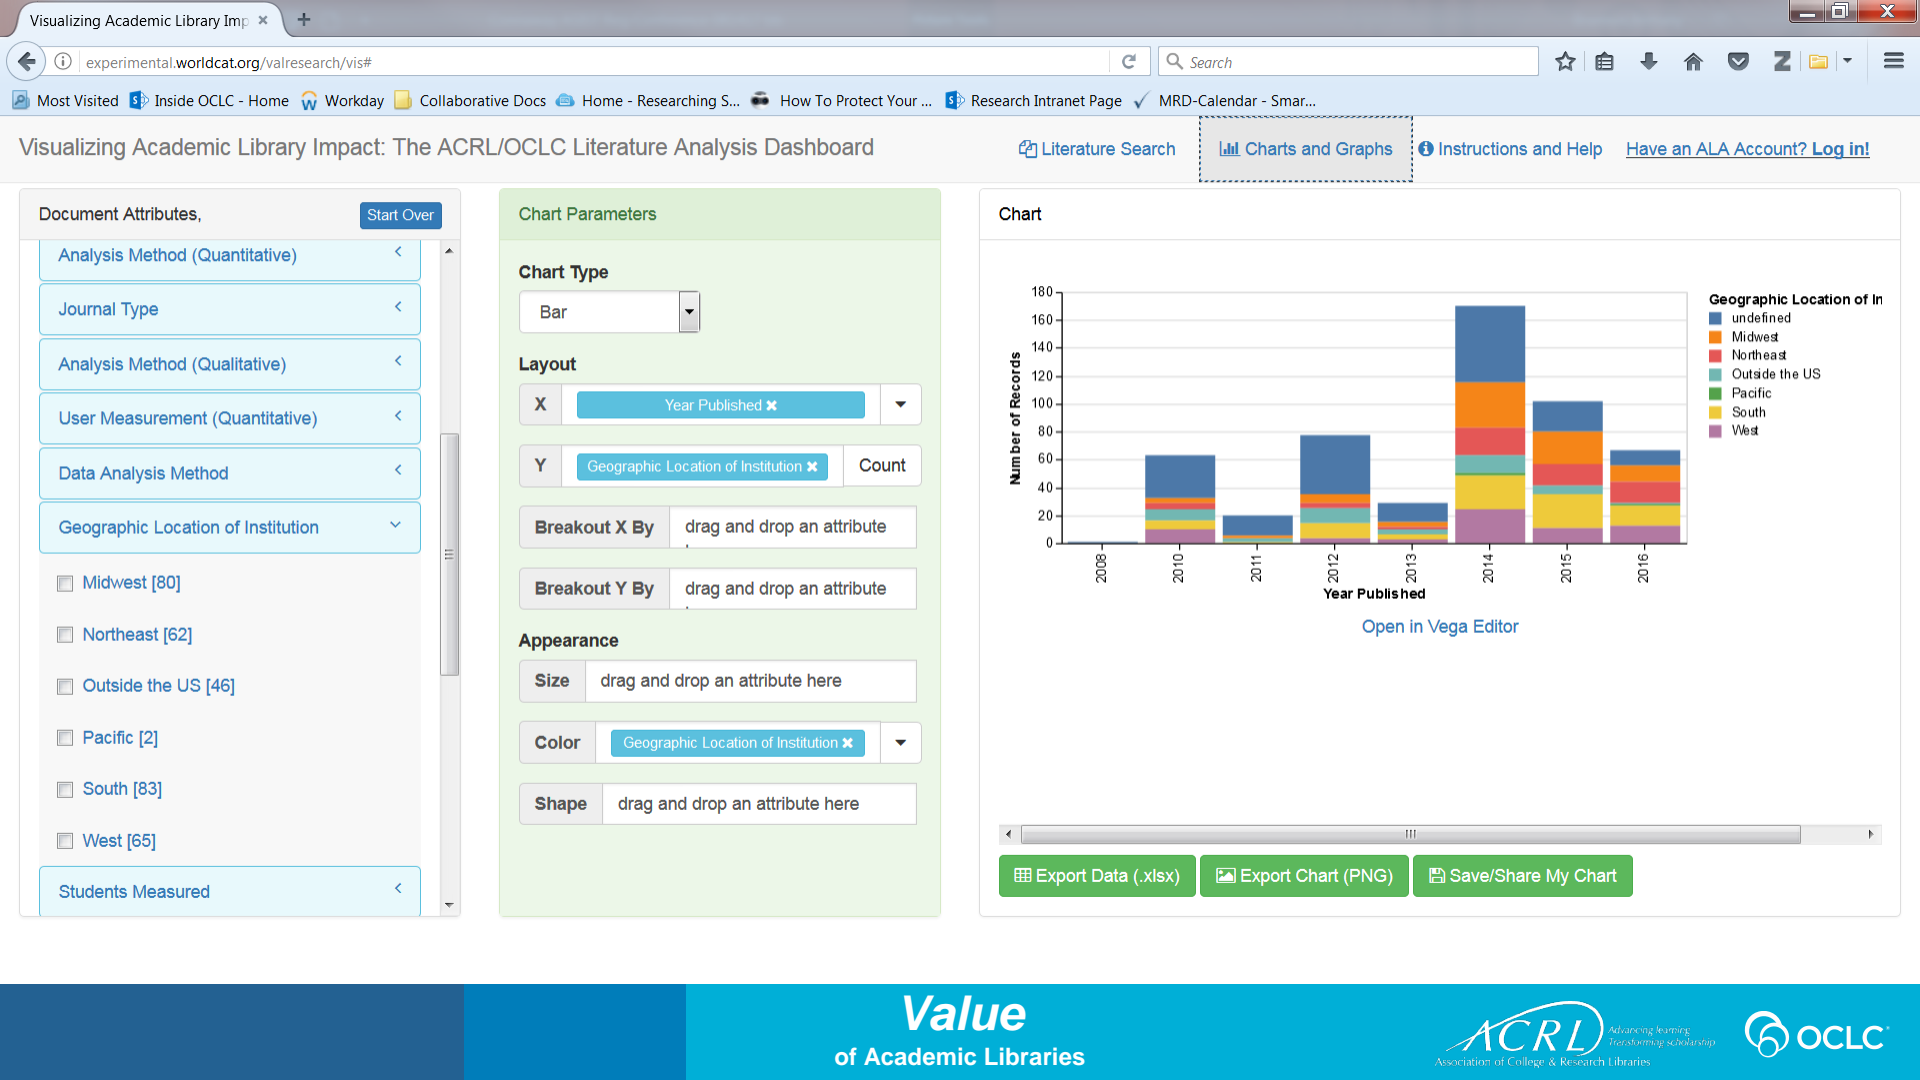 Visualizing Academic Library Imp
experimental.worldcat.org/valresearch/vis#
Search
Most Visited Inside OCLC - Home Workday Collaborative Docs Home - Researching S... How To Protect Your ... Research Intranet Page MRD-Calendar - Smar...
Visualizing Academic Library Impact: The ACRL/OCLC Literature Analysis Dashboard
Literature Search Charts and Graphs Instructions and Help Have an ALA Account? Log in!
Document Attributes, Start Over
Analysis Method (Quantitative)
Journal Type
Analysis Method (Qualitative)
User Measurement (Quantitative)
Data Analysis Method
Geographic Location of Institution
Midwest [80]
Northeast [62]
Outside the US [46]
Pacific [2]
South [83]
West [65]
Students Measured
Chart Parameters
Chart Type
Bar
Layout
X Year Published
Y Geographic Location of Institution Count
Breakout X By drag and drop an attribute
Breakout Y By drag and drop an attribute
Appearance
Size drag and drop an attribute here
Color Geographic Location of Institution
Shape drag and drop an attribute here
Chart
Number of Records
180
160
140
120
100
80
60
40
20
0
2008 2010 2011 2012 2013 2014 2015 2016
Year Published
Geographic Location of In
undefined
Midwest
Northeast
Outside the US
Pacific
South
West
Open in Vega Editor
Export Data (.xlsx) Export Chart (PNG) Save/Share My Chart
Value
of Academic Libraries
ACRL
Advancing learning
Transforming scholarship
Association of College & Research Libraries
OCLC